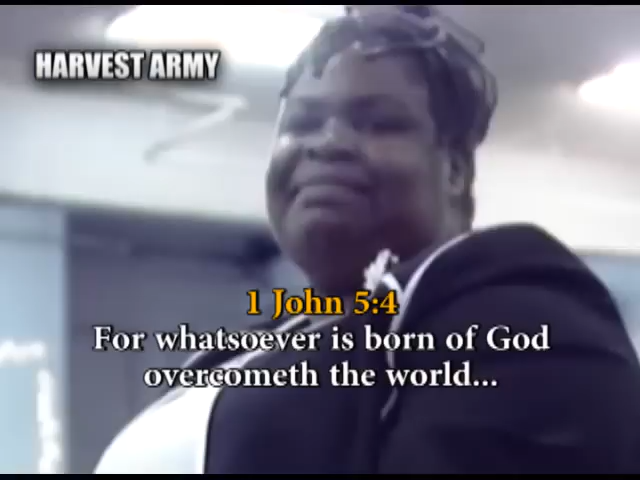 HARVEST ARMY
1 John 5:4
For whatsoever is born of God
overcometh the world...